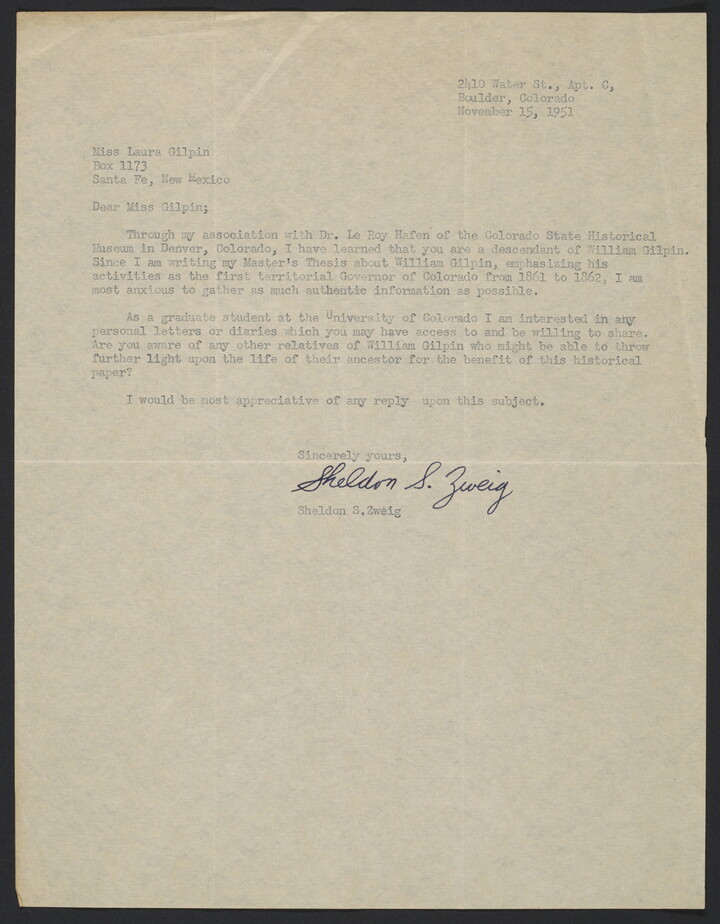 2410 Water St., Apt. C,
Boulder, Colorado
November 15, 1951
Miss Laura Gilpin
Box 1173
Santa Fe, New Mexico
Dear Miss Gilpin;
Through my association with Dr. Le Roy Hafen of the Colorado State Historical
Museum in Denver, Colorado, I have learned that you are a descendant of William Gilpin.
Since I am writing my Master's Thesis about William Gilpin, emphasizing his
activities as the first territorial Governor of Colorado from 1861 to 1862, I am
most anxious to gather as much authentic information as possible.
As a graduate student at the University of Colorado I am interested in any
personal letters or diaries which you may have access to and be willing to share.
Are you aware of any other relatives of William Gilpin who might be able to throw
further light upon the life of their ancestor for the benefit of this historical
paper?
I would be most appreciative of any reply upon this subject.
Sincerely yours,
Sheldon S. Zweig
Sheldon S.Zweig